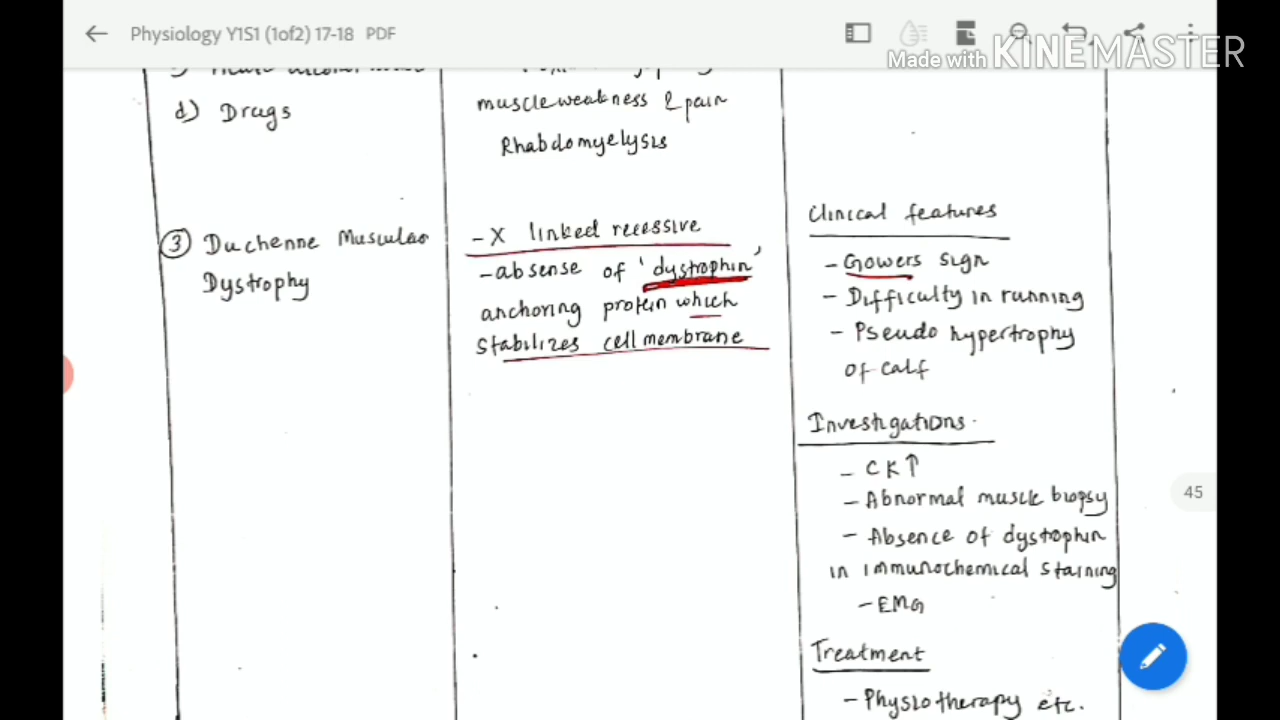 Physiology Y1S1 (1of2) 17-18 PDF
Made with KINEMASTER
d) Drugs
muscle weakness & pain
Rhabdomyelysis
③ Duchenne Muscular
Dystrophy
- X linked recessive
- absense of 'dystrophin'
anchoring protein which
stabilizes cell membrane
Clinical features
- Gowers sign
- Difficulty in running
- Pseudo hypertrophy
of calf
Investigations.
- CK↑
- Abnormal muscle biopsy
- Absence of dystophin
in immunochemical staining
- EMG
Treatment
- Physiotherapy etc.
45